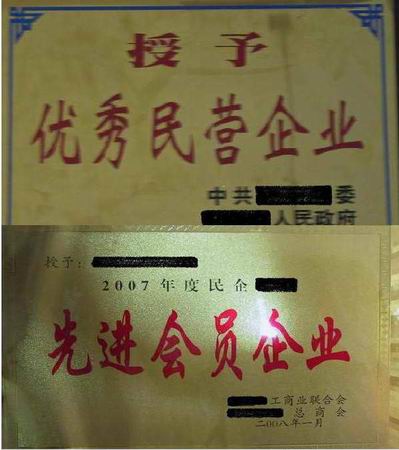 授予
优秀民营企业
中共 委
人民政府
授予：
2007年度民企
先进会员企业
工商业联合会
总商会
二00八年一月